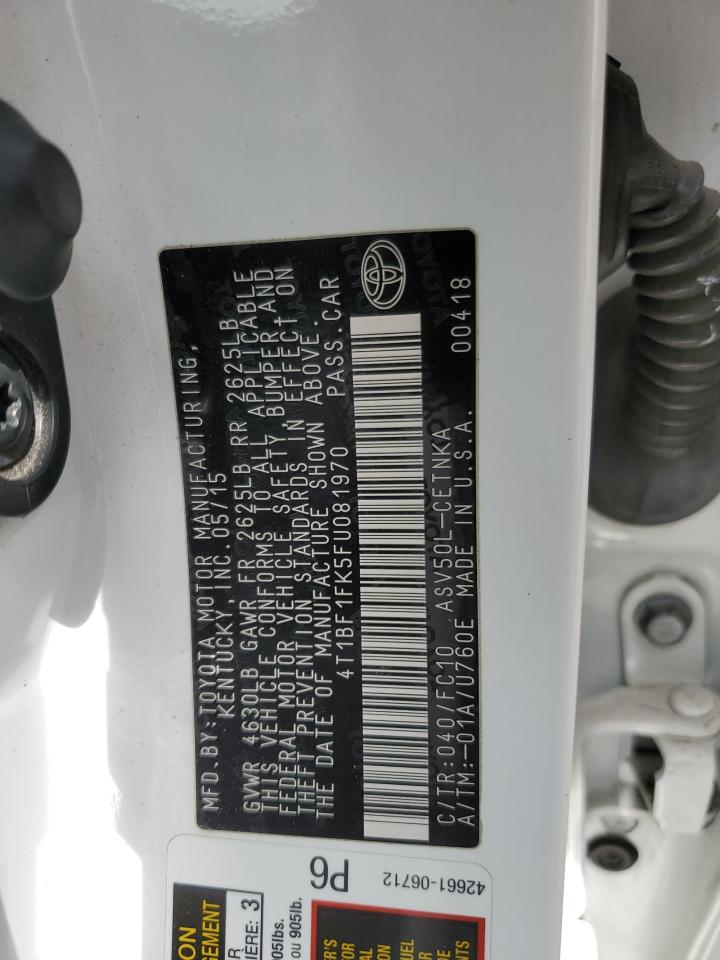 MFD. BY: TOYOTA MOTOR MANUFACTURING,
KENTUCKY, INC. 05/15
GVWR 4630LB GAWR FR 2625LB RR 2625LB
THIS VEHICLE CONFORMS TO ALL APPLICABLE
FEDERAL MOTOR VEHICLE SAFETY, BUMPER, AND
THEFT PREVENTION STANDARDS IN EFFECT ON
THE DATE OF MANUFACTURE SHOWN ABOVE.
4T1BF1FK5FU081970 PASS. CAR
C/TR:040/FC10 ASV50L-CETNKA 00418
A/TM:-01A/U760E MADE IN U.S.A.
P6
42661-06712
3
905lb.